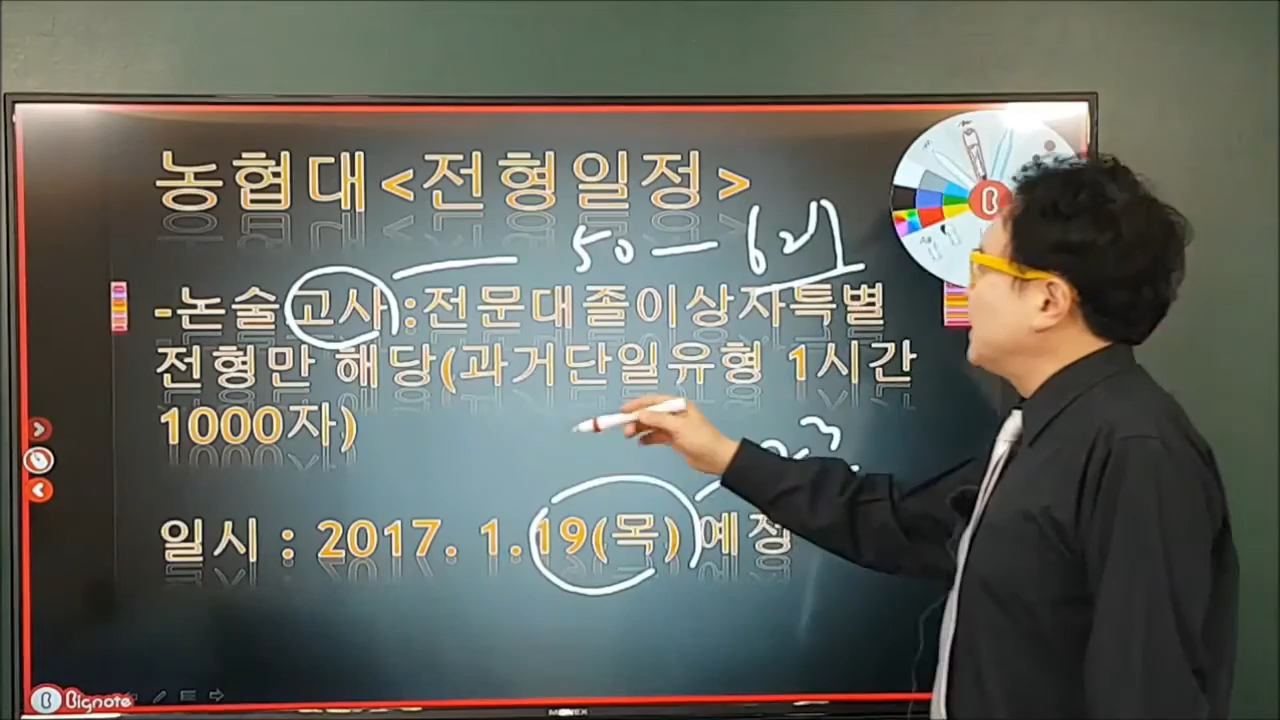 농협대<전형일정>
50 - 6
-논술고사:전문대졸이상자특별
전형만 해당(과거단일유형 1시간
1000자)
일시 : 2017. 1.19(목) 예정
Bignote